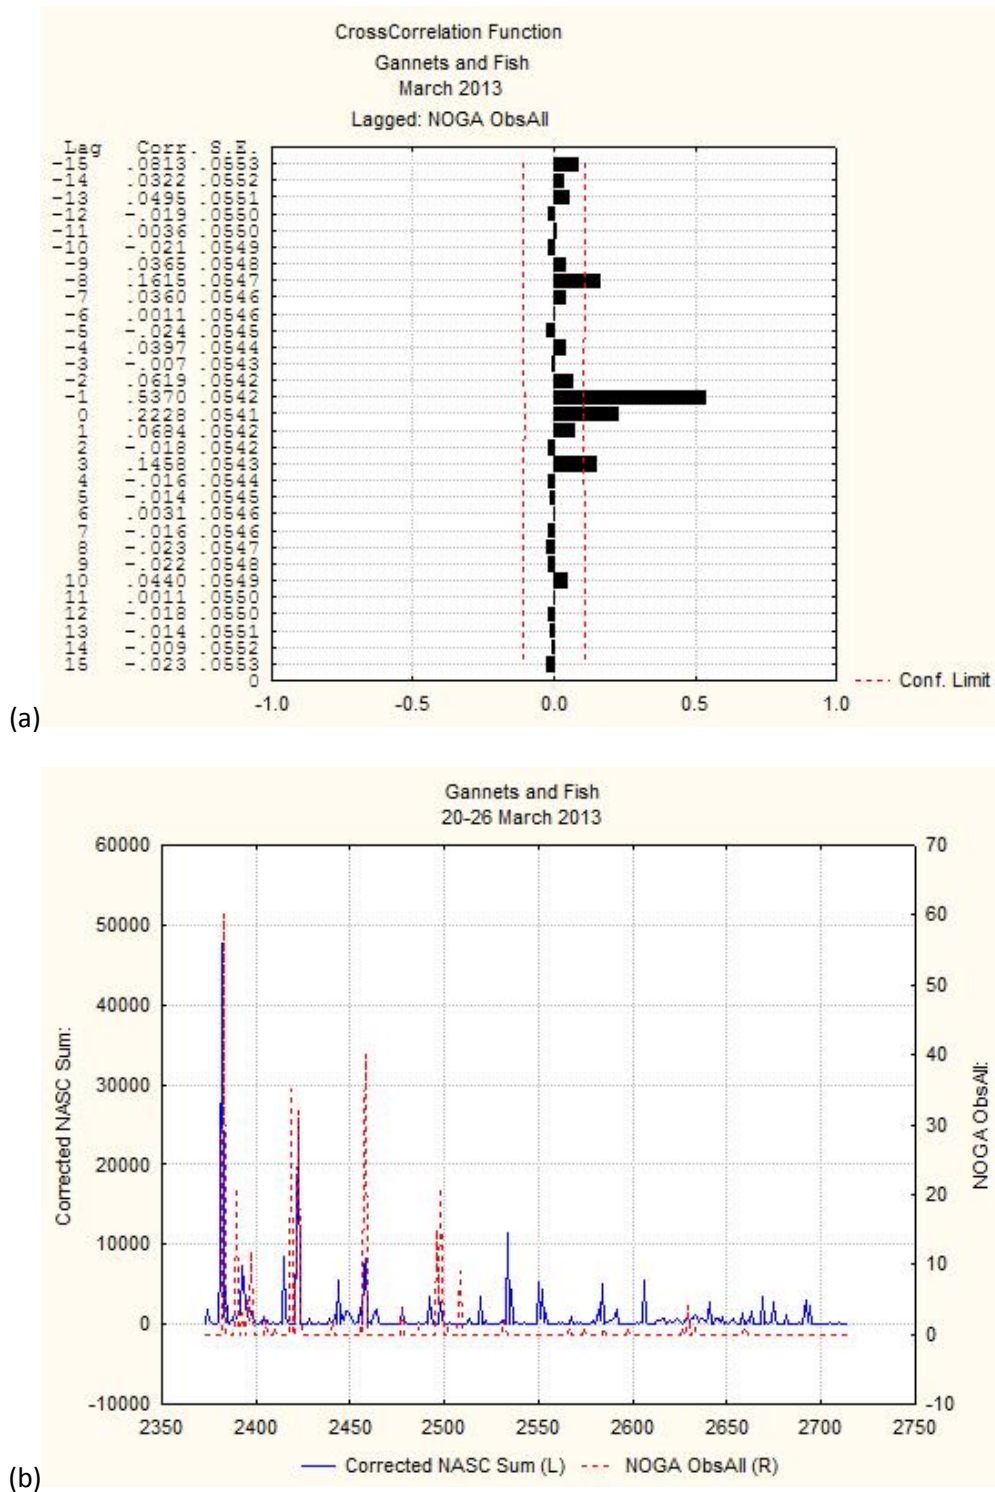 CrossCorrelation Function
Gannets and Fish
March 2013
Lagged: NOGA ObsAll
Lag Corr. S.E.
-15 .0813 .0553
-14 .0322 .0552
-13 .0495 .0551
-12 -.019 .0550
-11 .0036 .0550
-10 -.021 .0549
-9 .0365 .0548
-8 .1615 .0547
-7 .0360 .0546
-6 .0011 .0546
-5 -.024 .0545
-4 .0397 .0544
-3 -.007 .0543
-2 .0619 .0542
-1 .5370 .0542
0 .2228 .0541
1 .0684 .0542
2 -.018 .0542
3 .1458 .0543
4 -.016 .0544
5 -.014 .0545
6 .0031 .0546
7 -.016 .0546
8 -.023 .0547
9 -.022 .0548
10 .0440 .0549
11 .0011 .0550
12 -.018 .0550
13 -.014 .0551
14 -.009 .0552
15 -.023 .0553
0
Conf. Limit
-1.0 -0.5 0.0 0.5 1.0
(a)
Gannets and Fish
20-26 March 2013
60000 70
50000 60
40000 50
30000 40
20000 30
10000 20
0 10
-10000 0
-10
Corrected NASC Sum:
NOGA ObsAll:
2350 2400 2450 2500 2550 2600 2650 2700 2750
Corrected NASC Sum (L) NOGA ObsAll (R)
(b)